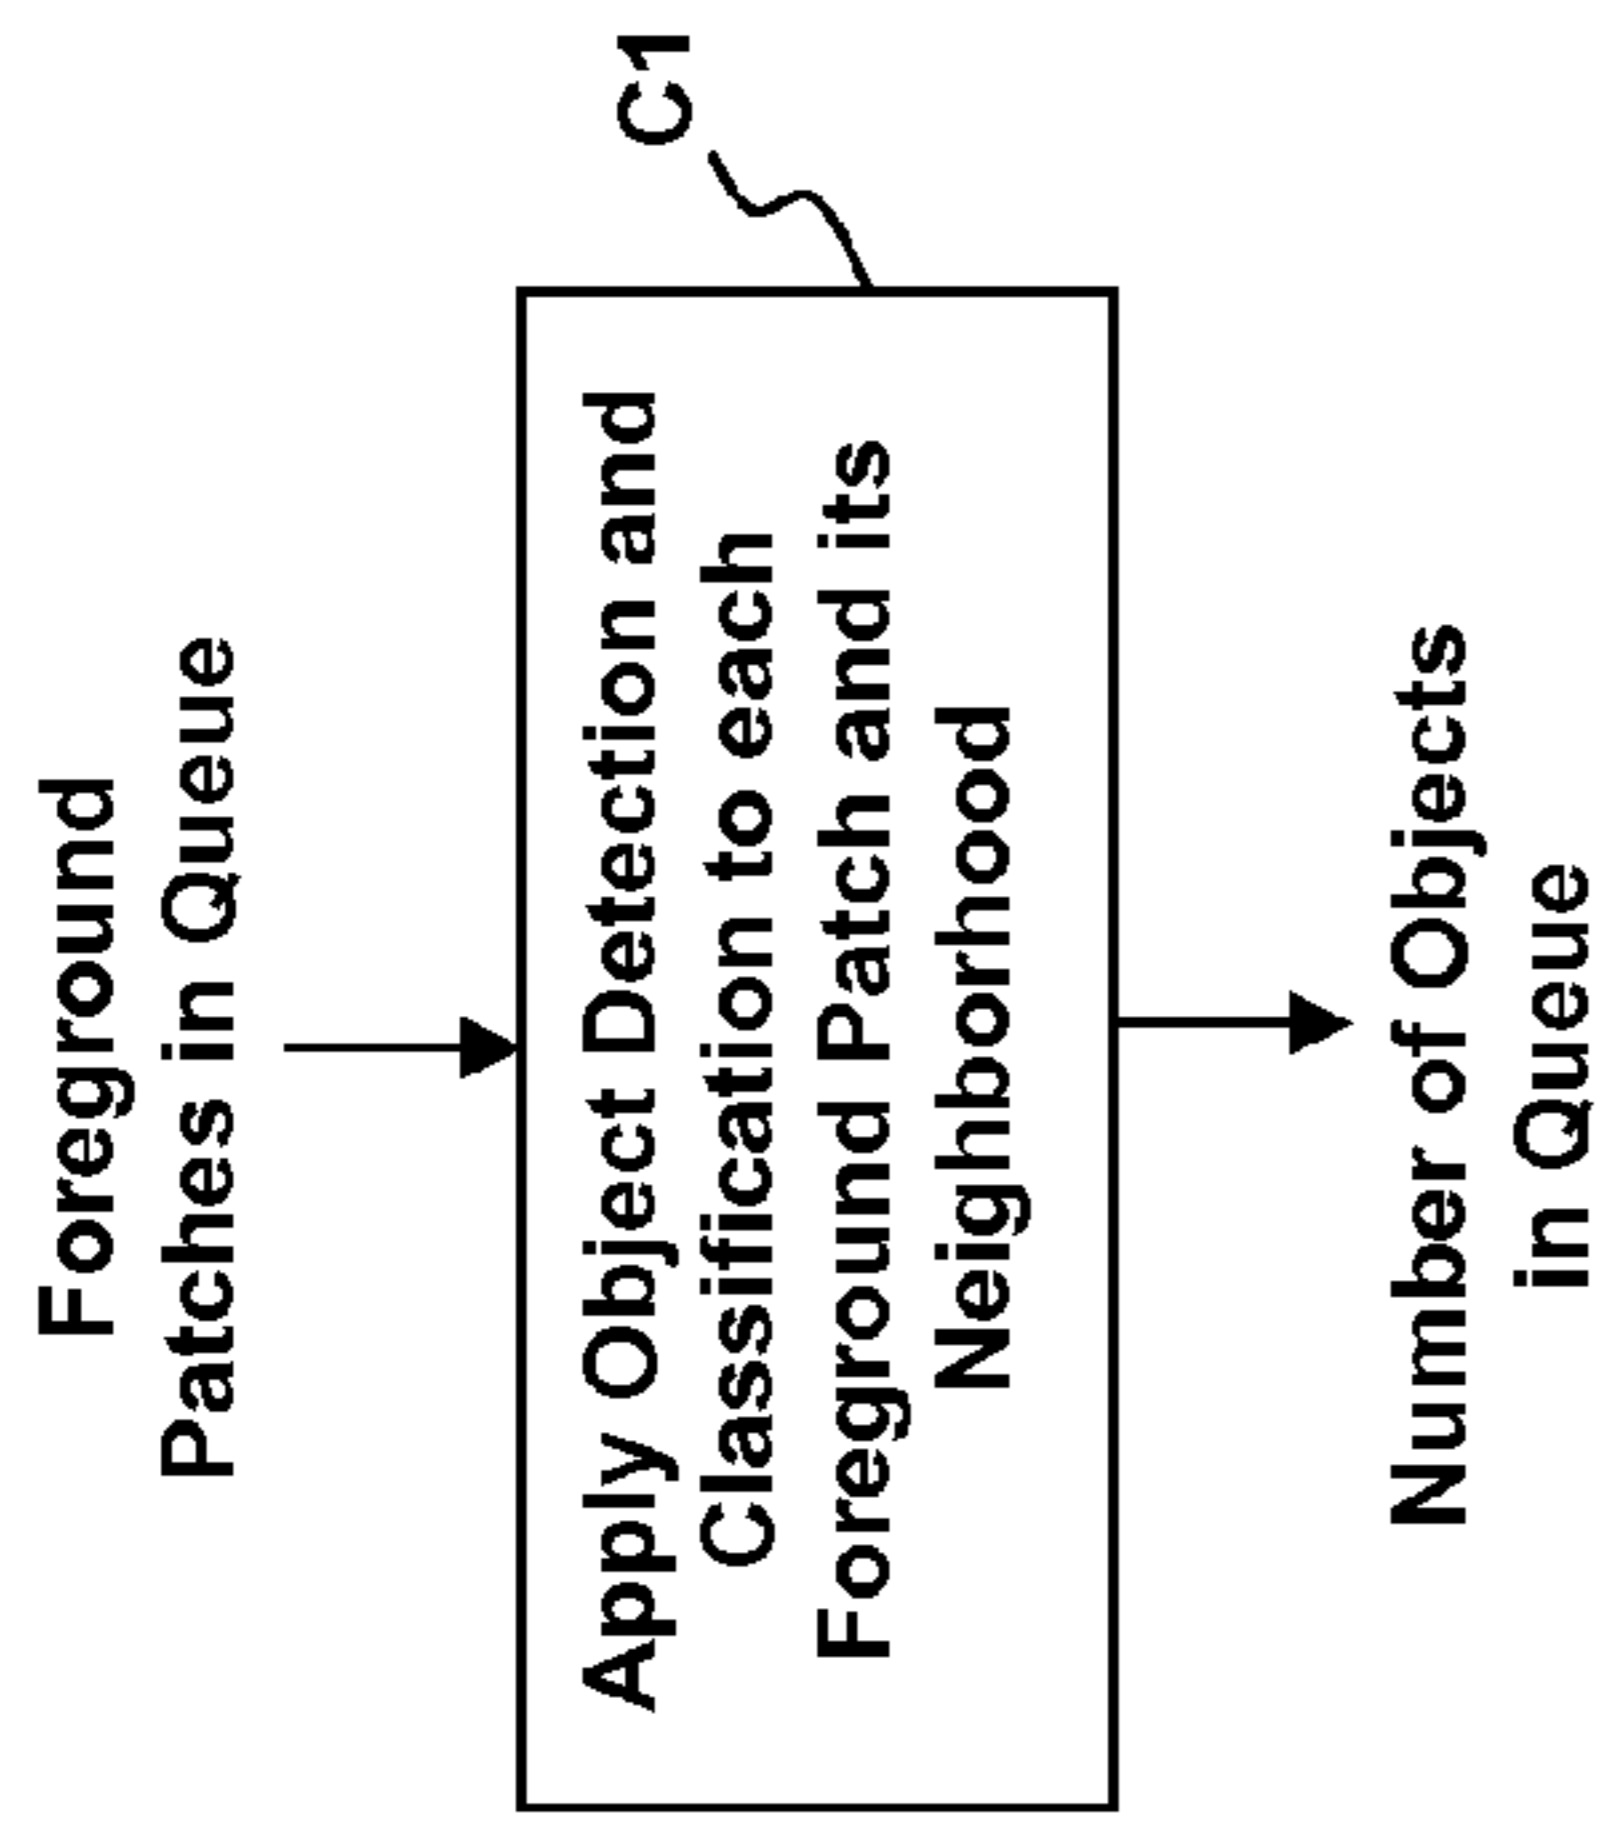 Foreground
Patches in Queue
C1
Apply Object Detection and
Classification to each
Foreground Patch and its
Neighborhood
Number of Objects
in Queue